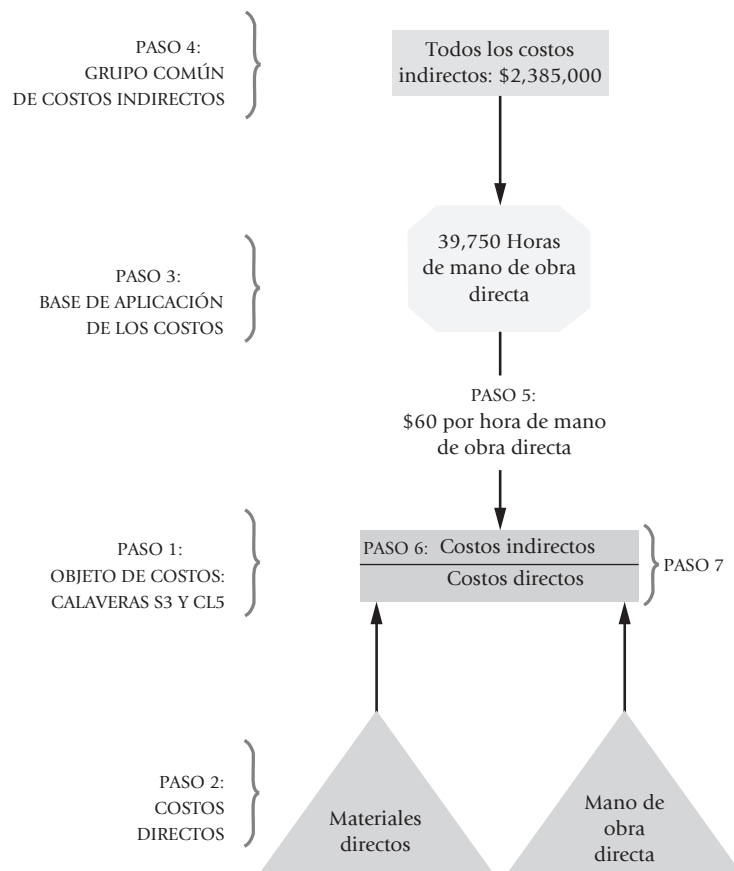 PASO 4:
GRUPO COMÚN
DE COSTOS INDIRECTOS
Todos los costos
indirectos: $2,385,000
PASO 3:
BASE DE APLICACIÓN
DE LOS COSTOS
39,750 Horas
de mano de obra
directa
PASO 5:
$60 por hora de mano
de obra directa
PASO 1:
OBJETO DE COSTOS:
CALAVERAS S3 Y CL5
PASO 6: Costos indirectos
Costos directos
PASO 7
PASO 2:
COSTOS
DIRECTOS
Materiales
directos
Mano de
obra
directa